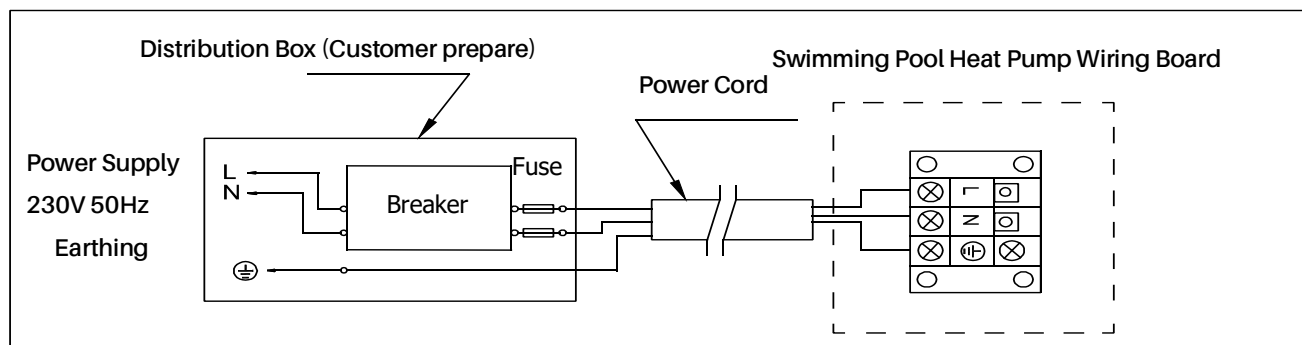 Distribution Box (Customer prepare)
Swimming Pool Heat Pump Wiring Board
Power Cord
Power Supply
230V 50Hz
Earthing
L
N
Breaker
Fuse
L
N